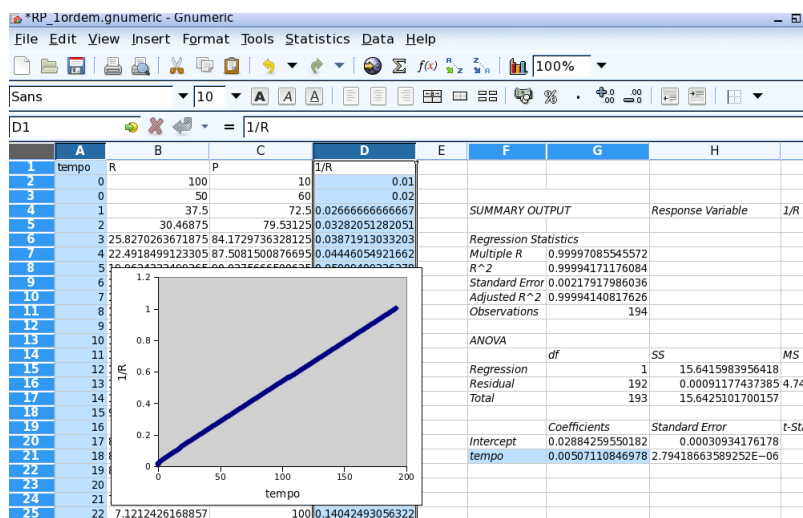 *RP_1ordem.gnumeric - Gnumeric
File Edit View Insert Format Tools Statistics Data Help
f(x) 100%
Sans 10 A A A %
D1 = 1/R
A B C D E F G H
1 tempo R P 1/R
2 0 100 10 0.01
3 0 50 60 0.02
4 1 37.5 72.5 0.02666666666667 SUMMARY OUTPUT Response Variable 1/R
5 2 30.46875 79.53125 0.03282051282051
6 3 25.8270263671875 84.1729736328125 0.03871913033203 Regression Statistics
7 4 22.4918499123305 87.5081500876695 0.04446054921662 Multiple R 0.99997085545572
8 5 R^2 0.99994171176084
9 6 Standard Error 0.00217917986036
10 7 Adjusted R^2 0.99994140817626
11 8 Observations 194
12 9
13 10 ANOVA
14 11 df SS MS
15 12 Regression 1 15.6415983956418
16 13 Residual 192 0.00091177437385 4.74
17 14 Total 193 15.6425101700157
18 15
19 16 Coefficients Standard Error t-Sta
20 17 Intercept 0.02884259550182 0.00030934176178
21 18 tempo 0.00507110846978 2.79418663589252E−06
22 19
23 20
24 21
25 22 7.1212426168857 100 0.14042493056322
1.2
1
0.8
0.6
0.4
0.2
0
1/R
0 50 100 150 200
tempo